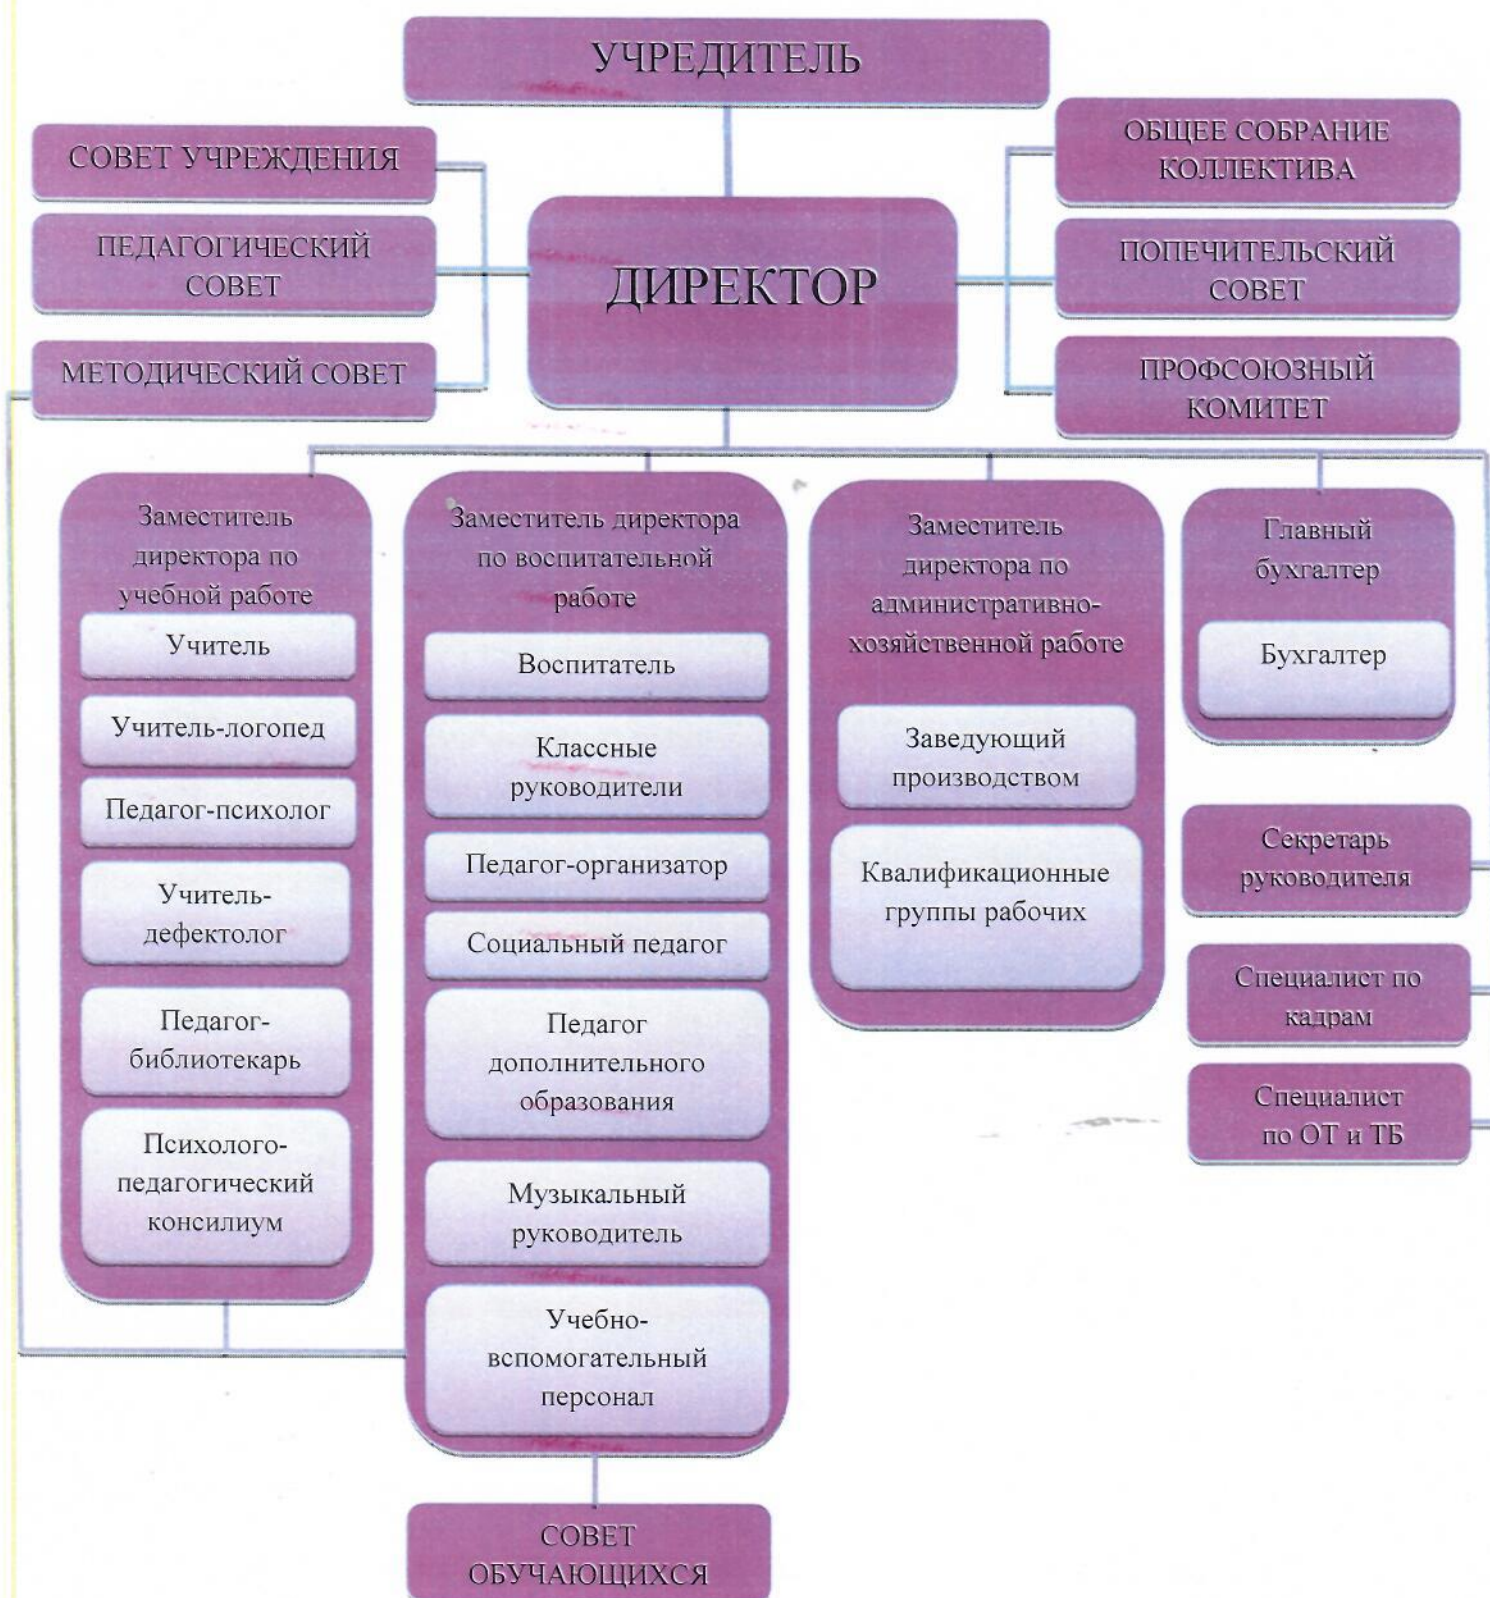 УЧРЕДИТЕЛЬ
СОВЕТ УЧРЕЖДЕНИЯ
ПЕДАГОГИЧЕСКИЙ
СОВЕТ
МЕТОДИЧЕСКИЙ СОВЕТ
ДИРЕКТОР
ОБЩЕЕ СОБРАНИЕ
КОЛЛЕКТИВА
ПОПЕЧИТЕЛЬСКИЙ
СОВЕТ
ПРОФСОЮЗНЫЙ
КОМИТЕТ
Заместитель
директора по
учебной работе
Учитель
Учитель-логопед
Педагог-психолог
Учитель-
дефектолог
Педагог-
библиотекарь
Психолого-
педагогический
консилиум
Заместитель директора
по воспитательной
работе
Воспитатель
Классные
руководители
Педагог-организатор
Социальный педагог
Педагог
дополнительного
образования
Музыкальный
руководитель
Учебно-
вспомогательный
персонал
СОВЕТ
ОБУЧАЮЩИХСЯ
Заместитель
директора по
административно-
хозяйственной работе
Заведующий
производством
Квалификационные
группы рабочих
Главный
бухгалтер
Бухгалтер
Секретарь
руководителя
Специалист по
кадрам
Специалист
по ОТ и ТБ